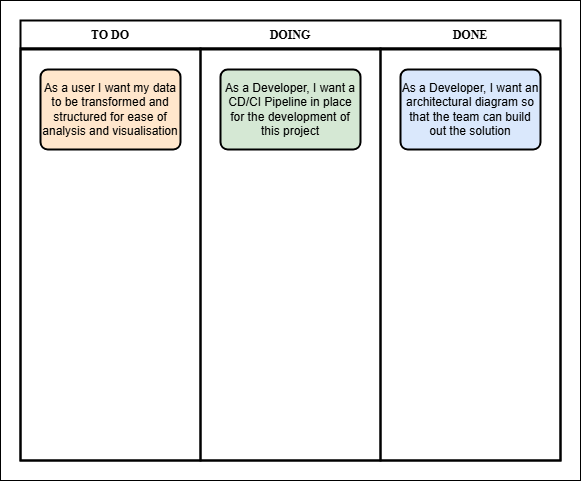 TO DO
DOING
DONE
As a user I want my data
to be transformed and
structured for ease of
analysis and visualisation
As a Developer, I want a
CD/CI Pipeline in place
for the development of
this project
As a Developer, I want an
architectural diagram so
that the team can build
out the solution